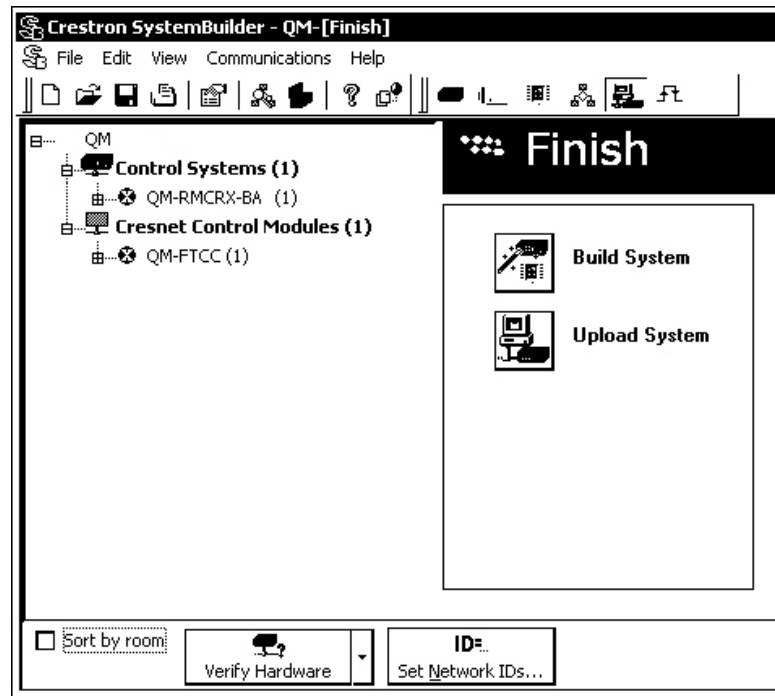 Crestron SystemBuilder - QM-[Finish]
File Edit View Communications Help
QM
Control Systems (1)
QM-RMCRX-BA (1)
Cresnet Control Modules (1)
QM-FTCC (1)
Finish
Build System
Upload System
Sort by room
Verify Hardware
ID=
Set Network IDs...